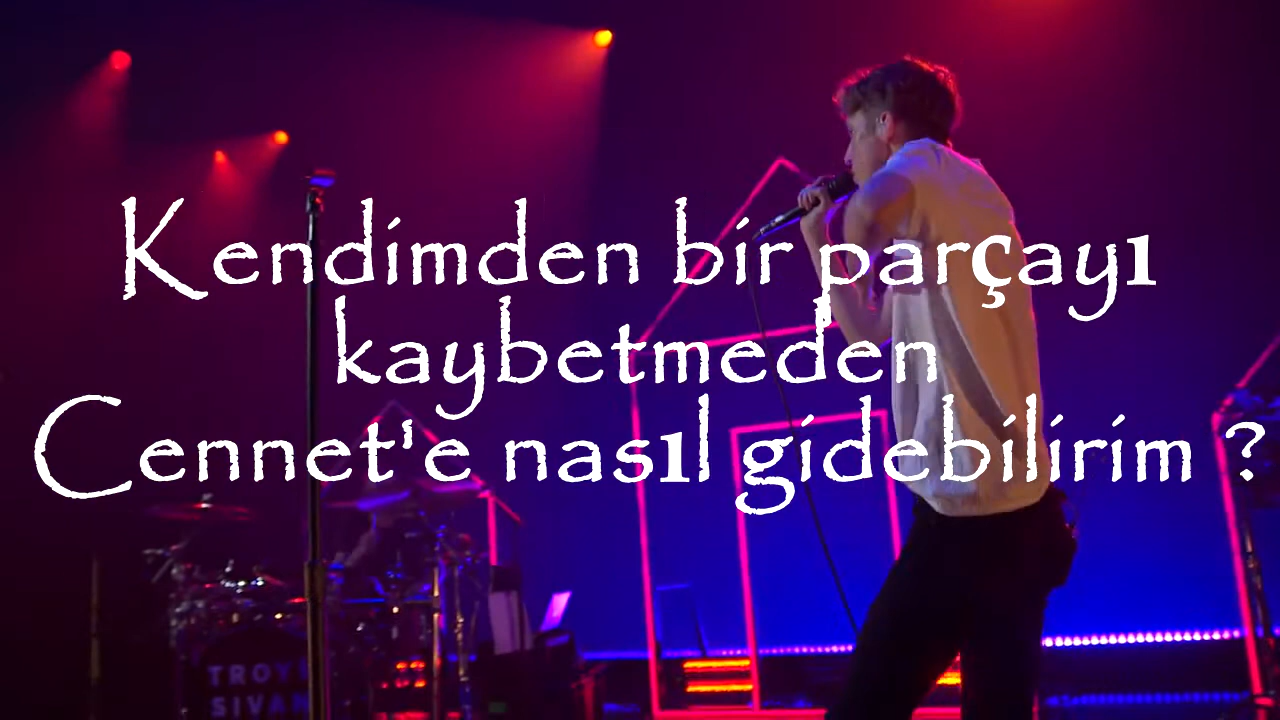 Kendimden bir parçayı
kaybetmeden
Cennet'e nasıl gidebilirim ?
TROYE
SIVAN